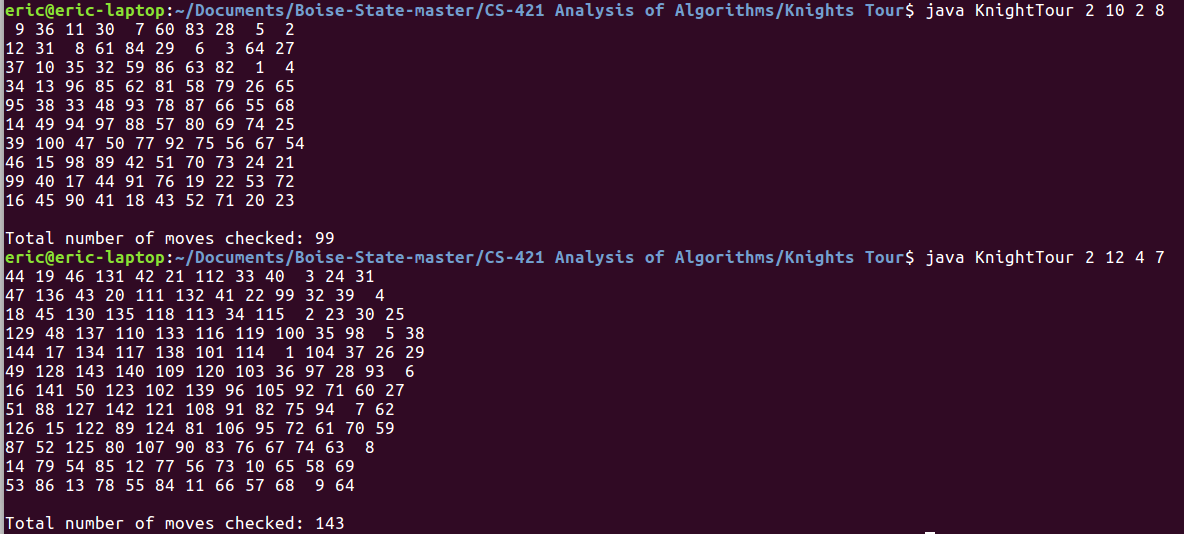 eric@eric-laptop:~/Documents/Boise-State-master/CS-421 Analysis of Algorithms/Knights Tour$ java KnightTour 2 10 2 8
 9 36 11 30  7 60 83 28  5  2
12 31  8 61 84 29  6  3 64 27
37 10 35 32 59 86 63 82  1  4
34 13 96 85 62 81 58 79 26 65
95 38 33 48 93 78 87 66 55 68
14 49 94 97 88 57 80 69 74 25
39 100 47 50 77 92 75 56 67 54
46 15 98 89 42 51 70 73 24 21
99 40 17 44 91 76 19 22 53 72
16 45 90 41 18 43 52 71 20 23
Total number of moves checked: 99
eric@eric-laptop:~/Documents/Boise-State-master/CS-421 Analysis of Algorithms/Knights Tour$ java KnightTour 2 12 4 7
44 19 46 131 42 21 112 33 40  3 24 31
47 136 43 20 111 132 41 22 99 32 39  4
18 45 130 135 118 113 34 115  2 23 30 25
129 48 137 110 133 116 119 100 35 98  5 38
144 17 134 117 138 101 114  1 104 37 26 29
49 128 143 140 109 120 103 36 97 28 93  6
16 141 50 123 102 139 96 105 92 71 60 27
51 88 127 142 121 108 91 82 75 94  7 62
126 15 122 89 124 81 106 95 72 61 70 59
87 52 125 80 107 90 83 76 67 74 63  8
14 79 54 85 12 77 56 73 10 65 58 69
53 86 13 78 55 84 11 66 57 68  9 64
Total number of moves checked: 143